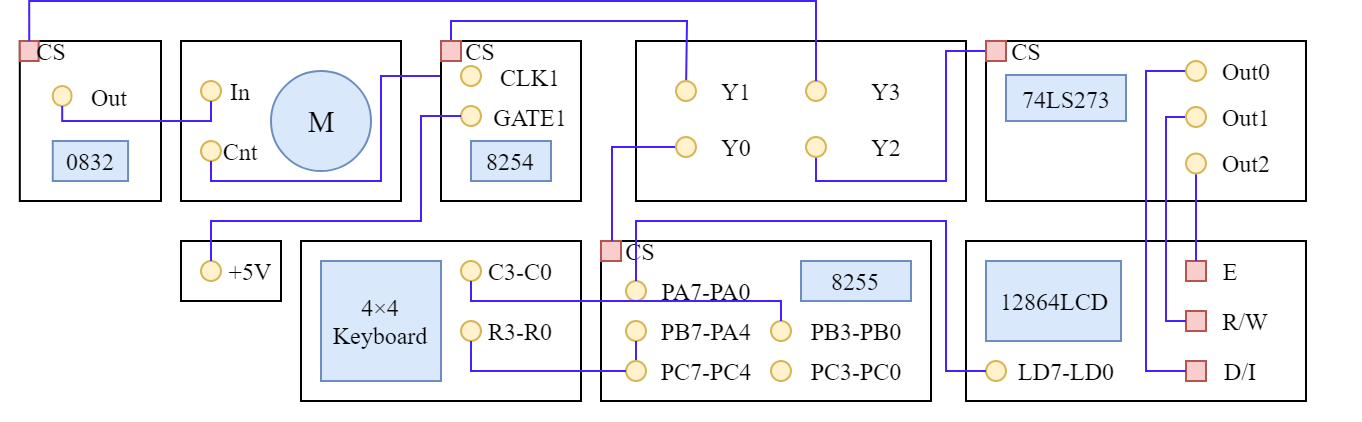 CS
Out
0832
In
Cnt
M
CS
CLK1
GATE1
8254
Y1
Y3
Y0
Y2
CS
74LS273
Out0
Out1
Out2
+5V
4×4
Keyboard
C3-C0
R3-R0
CS
PA7-PA0
8255
PB7-PA4
PB3-PB0
PC7-PC4
PC3-PC0
12864LCD
LD7-LD0
E
R/W
D/I